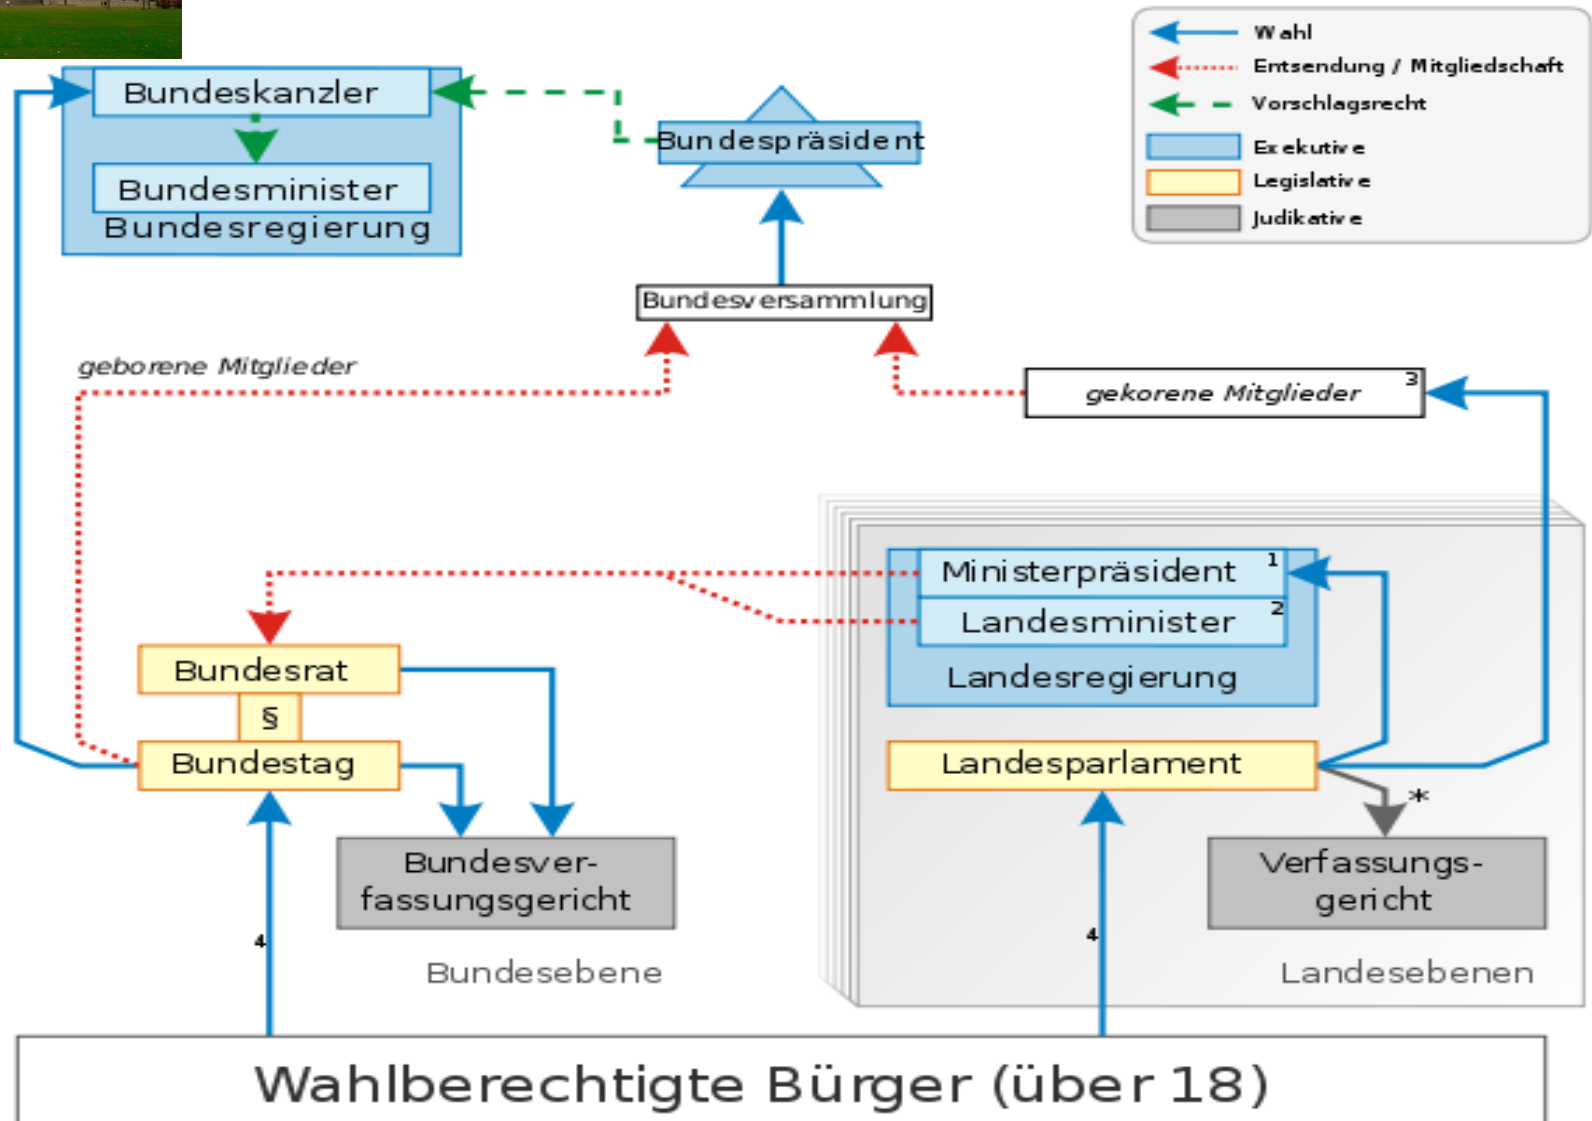 Wahl
Entsendung / Mitgliedschaft
Vorschlagsrecht
Exekutive
Legislative
Judikative
Bundeskanzler
Bundesminister
Bundesregierung
Bundespräsident
Bundesversammlung
geborene Mitglieder
gekorene Mitglieder 3
Ministerpräsident 1
Landesminister 2
Landesregierung
Bundesrat
§
Bundestag
Landesparlament
*
Bundesver-
fassungsgericht
Verfassungs-
gericht
4
4
Bundesebene
Landesebenen
Wahlberechtigte Bürger (über 18)